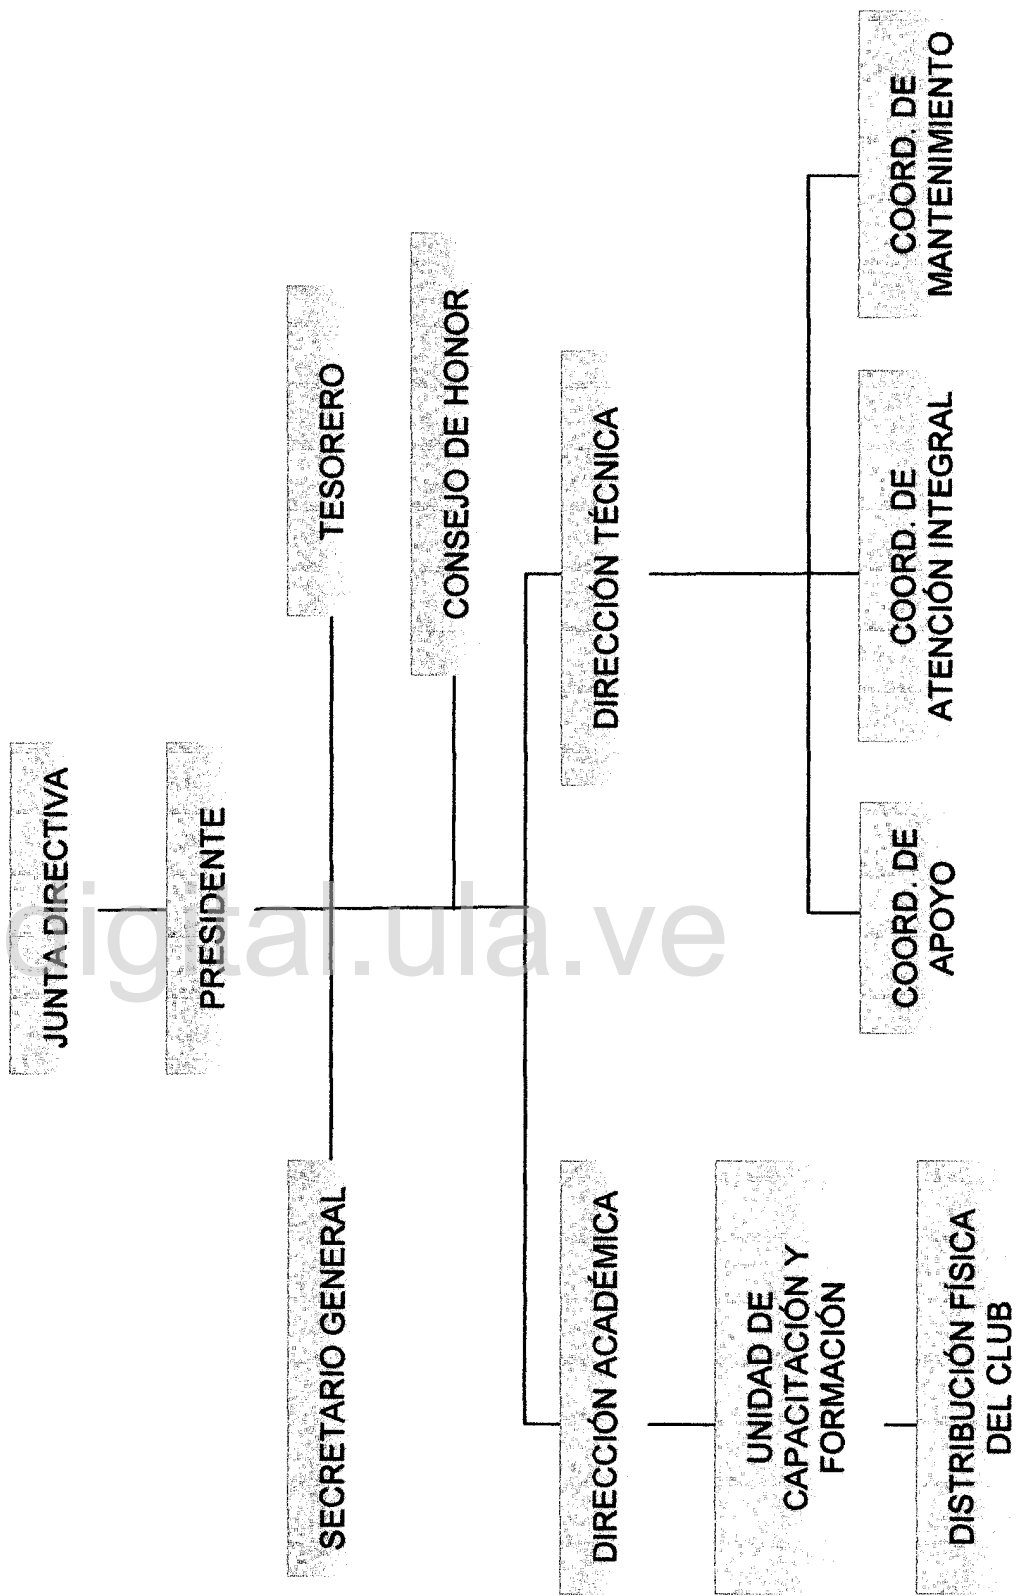 JUNTA DIRECTIVA
PRESIDENTE
SECRETARIO GENERAL
TESORERO
CONSEJO DE HONOR
DIRECCIÓN ACADÉMICA
DIRECCIÓN TÉCNICA
UNIDAD DE
CAPACITACIÓN Y
FORMACIÓN
COORD. DE
APOYO
COORD. DE
ATENCIÓN INTEGRAL
COORD. DE
MANTENIMIENTO
DISTRIBUCIÓN FÍSICA
DEL CLUB
digital.ula.ve